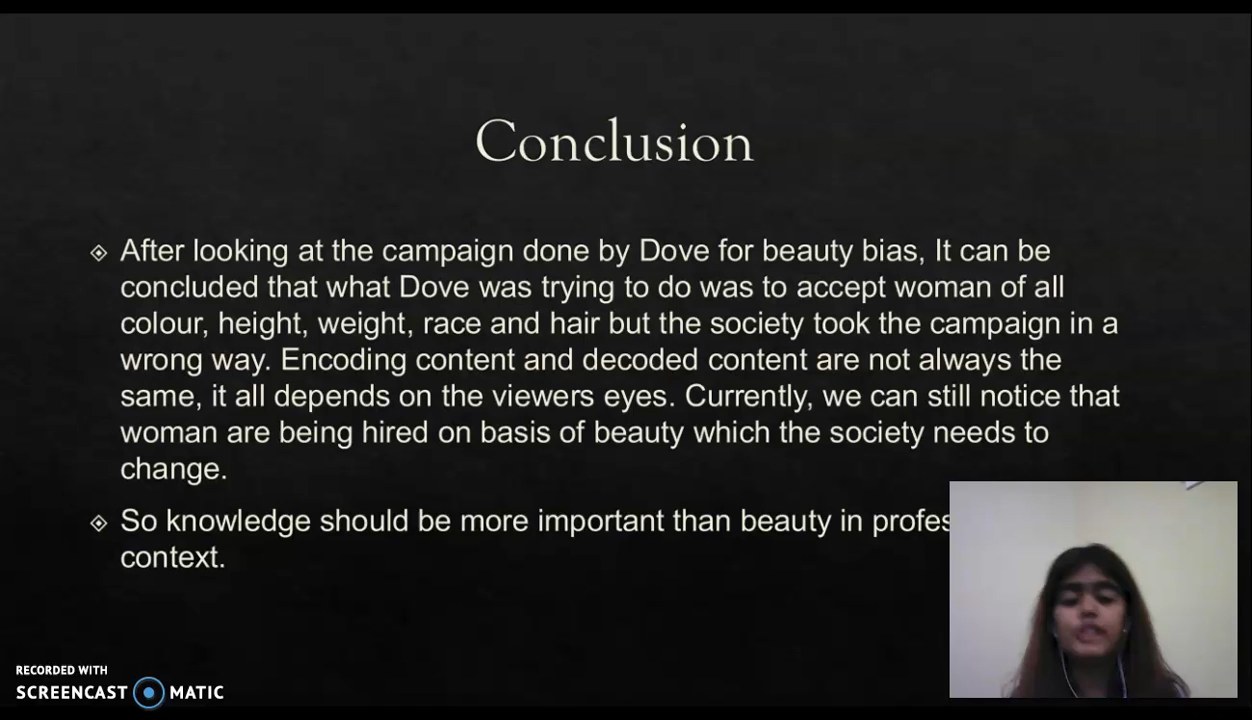 Conclusion
After looking at the campaign done by Dove for beauty bias, It can be
concluded that what Dove was trying to do was to accept woman of all
colour, height, weight, race and hair but the society took the campaign in a
wrong way. Encoding content and decoded content are not always the
same, it all depends on the viewers eyes. Currently, we can still notice that
woman are being hired on basis of beauty which the society needs to
change.
So knowledge should be more important than beauty in profes
context.
RECORDED WITH
SCREENCAST MATIC